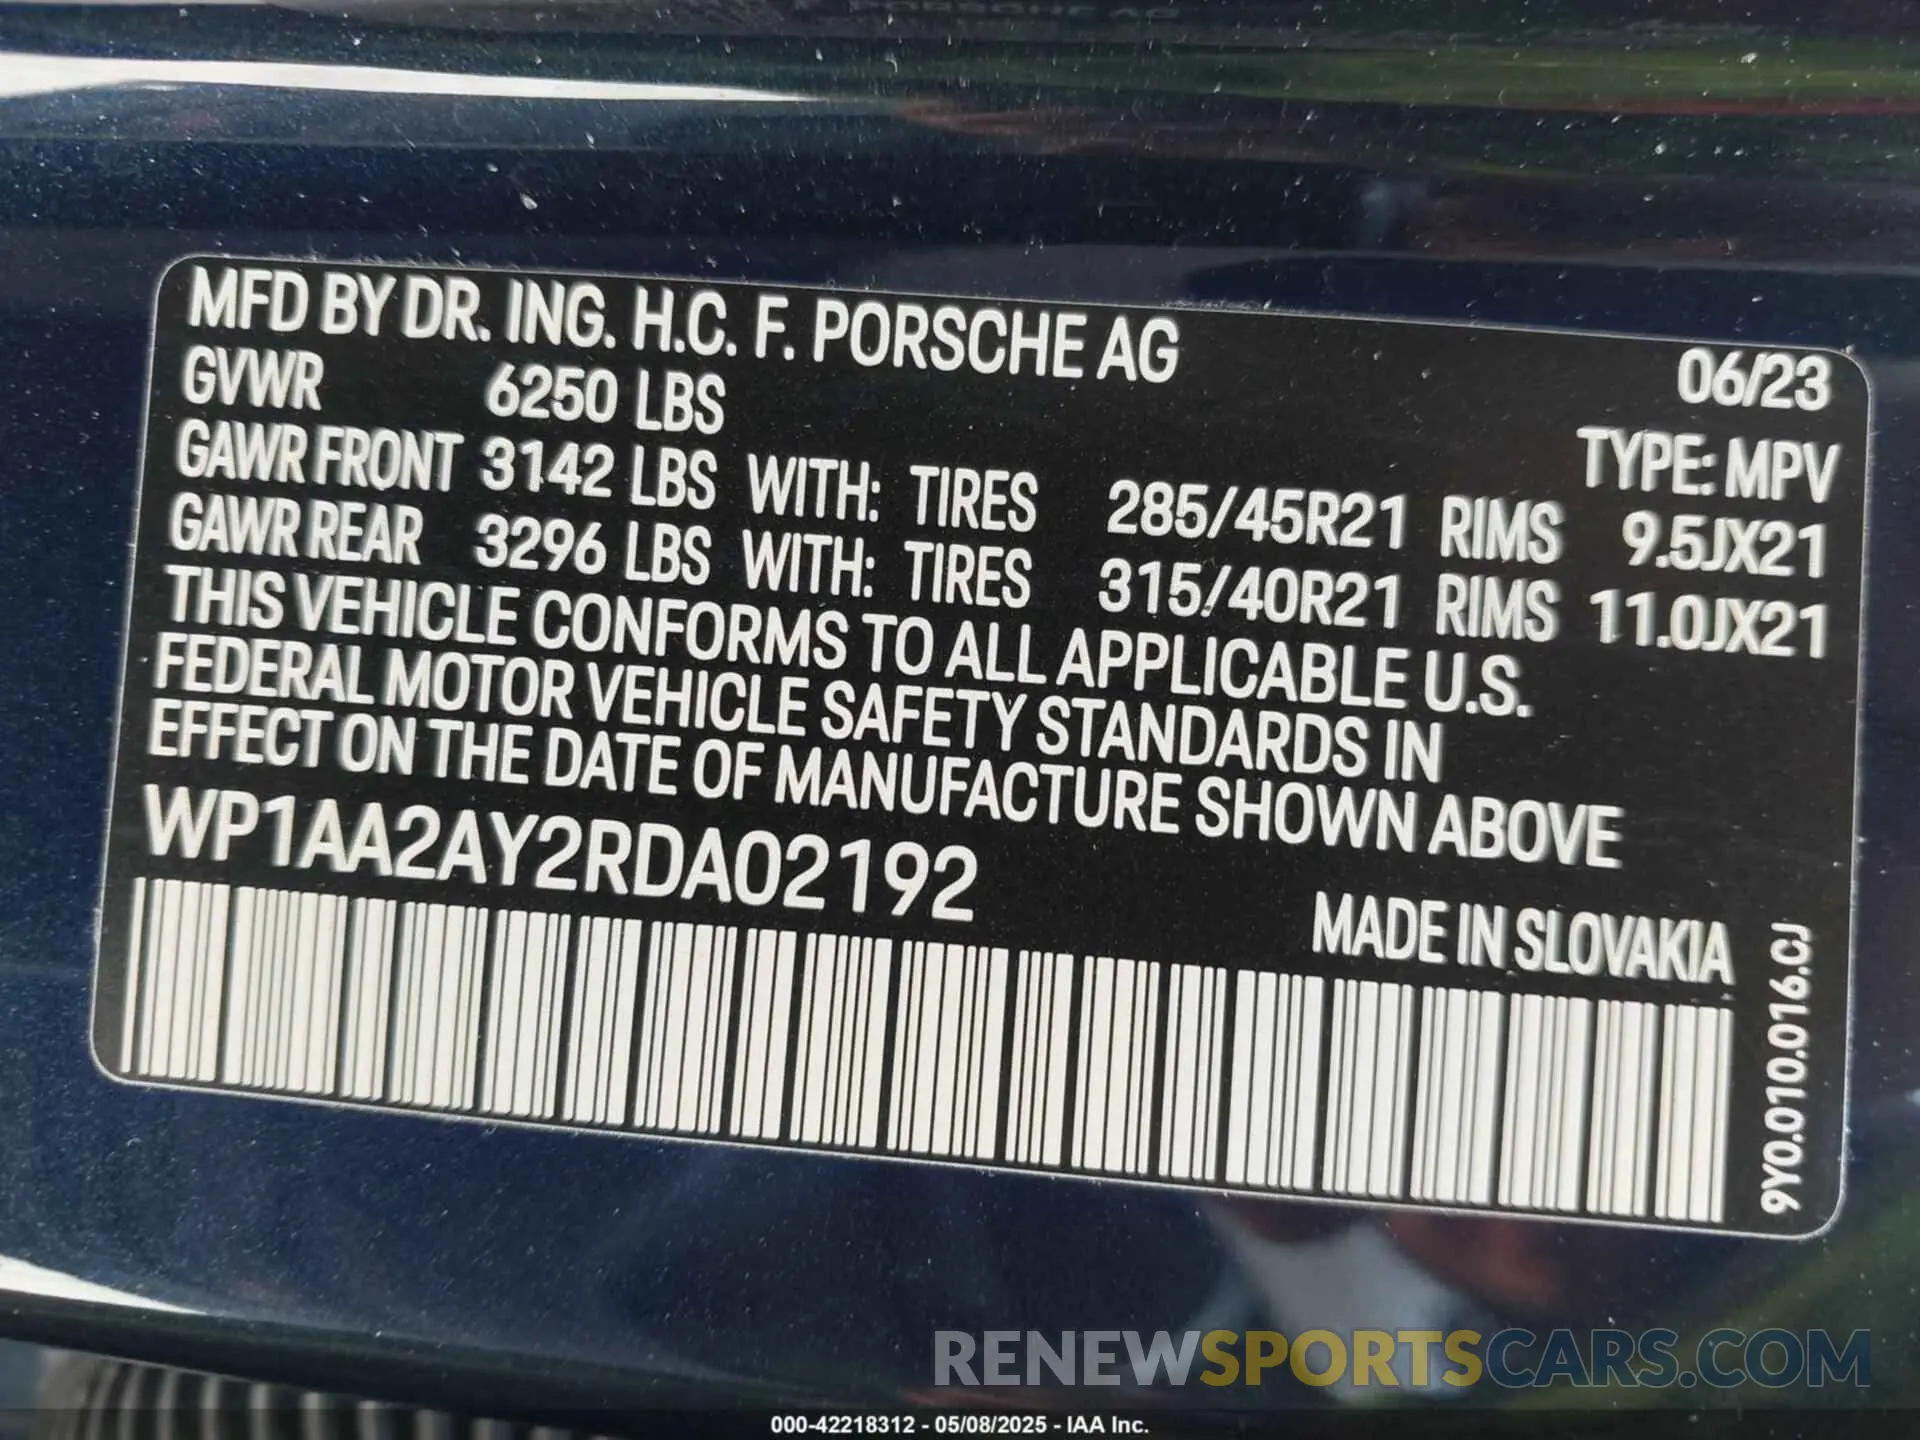 MFD BY DR. ING. H.C. F. PORSCHE AG 06/23
GVWR 6250 LBS TYPE: MPV
GAWR FRONT 3142 LBS WITH: TIRES 285/45R21 RIMS 9.5JX21
GAWR REAR 3296 LBS WITH: TIRES 315/40R21 RIMS 11.0JX21
THIS VEHICLE CONFORMS TO ALL APPLICABLE U.S.
FEDERAL MOTOR VEHICLE SAFETY STANDARDS IN
EFFECT ON THE DATE OF MANUFACTURE SHOWN ABOVE
WP1AA2AY2RDA02192
MADE IN SLOVAKIA
9Y0.010.016.CJ
RENEWSPORTSCARS.COM
000-42218312 - 05/08/2025 - IAA Inc.